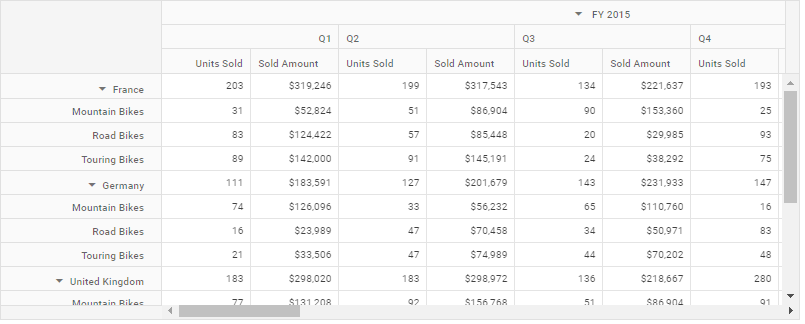 FY 2015
Q1 Q2 Q3 Q4
Units Sold Sold Amount Units Sold Sold Amount Units Sold Sold Amount Units Sold
France 203 $319,246 199 $317,543 134 $221,637 193
Mountain Bikes 31 $52,824 51 $86,904 90 $153,360 25
Road Bikes 83 $124,422 57 $85,448 20 $29,985 93
Touring Bikes 89 $142,000 91 $145,191 24 $38,292 75
Germany 111 $183,591 127 $201,679 143 $231,933 147
Mountain Bikes 74 $126,096 33 $56,232 65 $110,760 16
Road Bikes 16 $23,989 47 $70,458 34 $50,971 83
Touring Bikes 21 $33,506 47 $74,989 44 $70,202 48
United Kingdom 183 $298,020 183 $298,972 136 $218,667 280
Mountain Bikes 77 $131,208 92 $156,768 51 $86,904 91